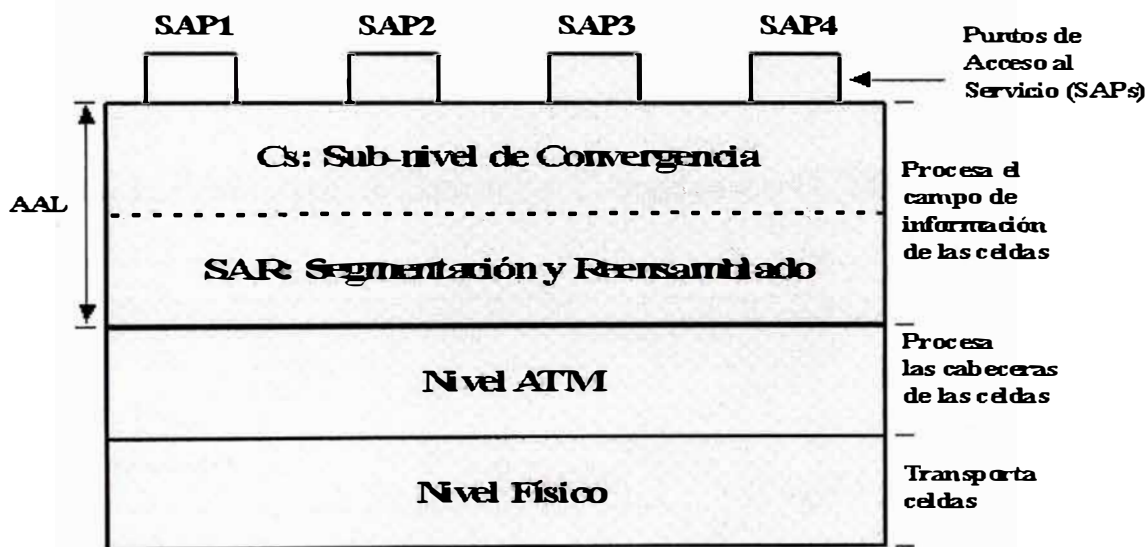 SAP1 SAP2 SAP3 SAP4
Puntos de
Acceso al
Servicio (SAPs)
Cs: Sub-nivel de Convergencia
AAL
Procesa el
campo de
información
de las celdas
SAR: Segmentación y Reensamblado
Nivel ATM
Procesa
las cabeceras
de las celdas
Nivel Físico
Transporta
celdas